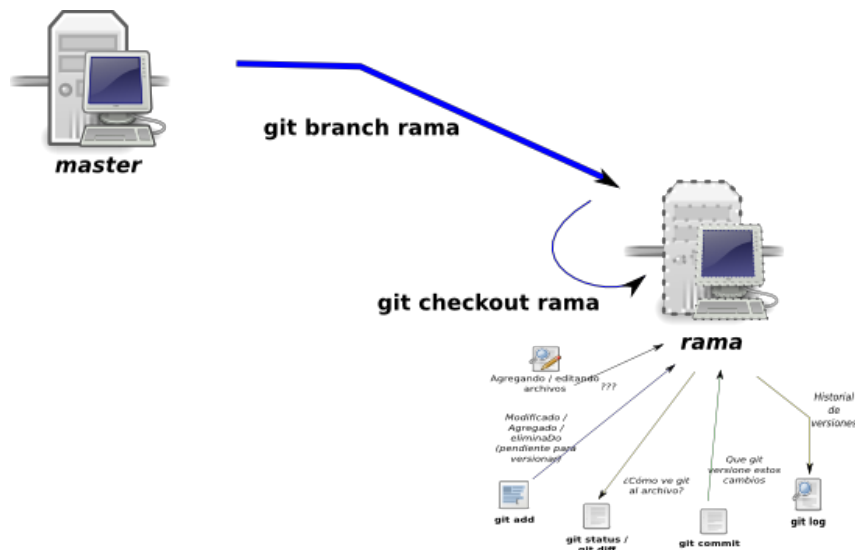 master
git branch rama
git checkout rama
rama
Agregando / editando
archivos
???
Modificado /
Agregado /
eliminaDo
(pendiente para
versionar)
¿Cómo ve git
al archivo?
Que git
versione estos
cambios
Historial
de
versiones
git add
git status /
git diff
git commit
git log